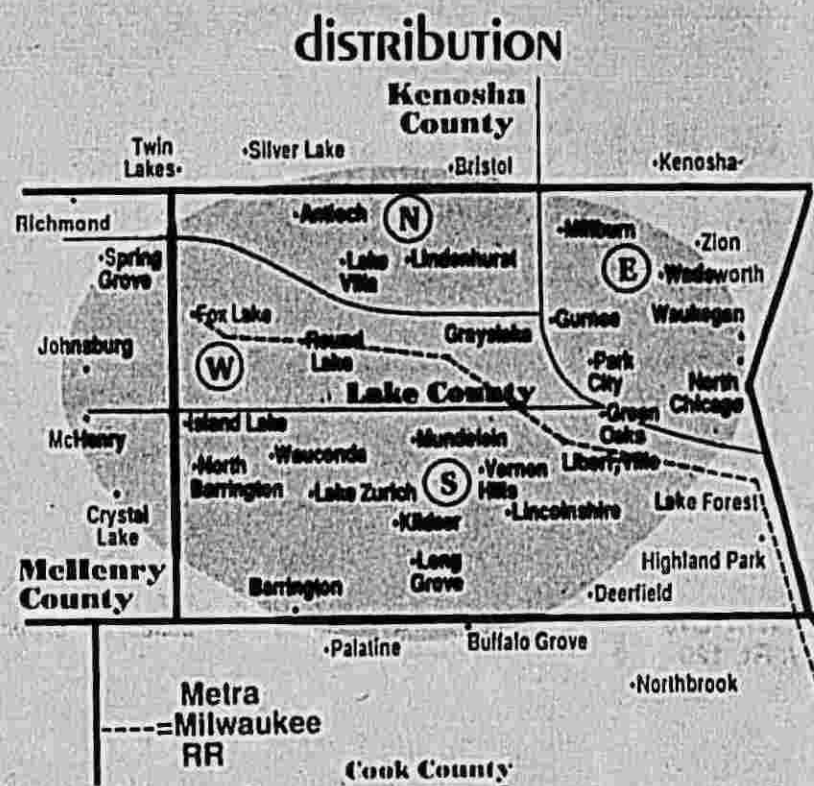 distribution
Kenosha
County
Twin
Lakes
Silver Lake
Bristol
Kenosha
Richmond
Antioch
N
Millburn
Zion
Spring
Grove
Lake
Villa
Lindenhurst
E
Wadsworth
Fox Lake
Round
Lake
Grayslake
Gurnee
Waukegan
Johnsburg
W
Park
City
North
Chicago
Lake County
McHenry
Island Lake
Mundelein
Green
Oaks
North
Barrington
Wauconda
Vernon
Hills
Libertyville
Lake Zurich
S
Crystal
Lake
Kildeer
Lincolnshire
Lake Forest
McHenry
County
Barrington
Long
Grove
Highland Park
Deerfield
Palatine
Buffalo Grove
Northbrook
Metra
----=Milwaukee
RR
Cook County